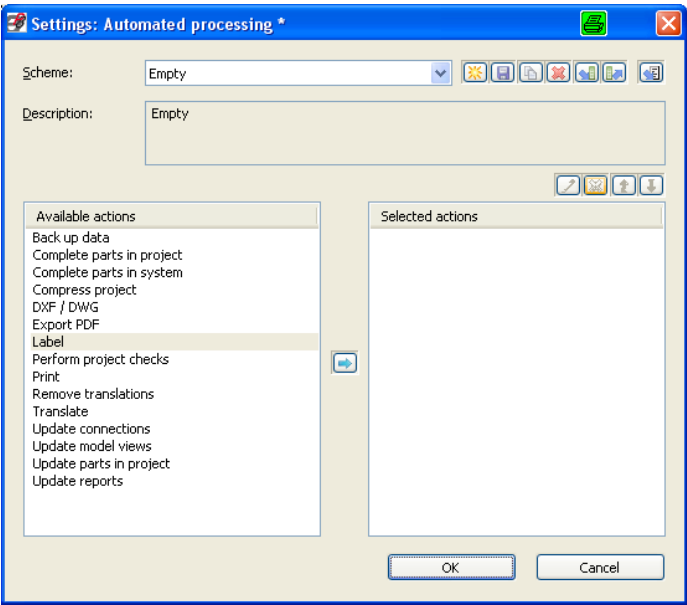 Settings: Automated processing *
Scheme:
Empty
Description:
Empty
Available actions
Selected actions
Back up data
Complete parts in project
Complete parts in system
Compress project
DXF / DWG
Export PDF
Label
Perform project checks
Print
Remove translations
Translate
Update connections
Update model views
Update parts in project
Update reports
OK
Cancel